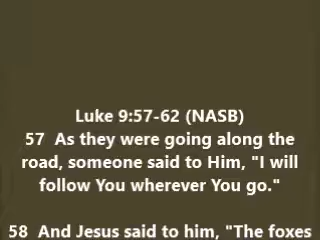 Luke 9:57-62 (NASB)
57  As they were going along the
road, someone said to Him, "I will
follow You wherever You go."
58  And Jesus said to him, "The foxes